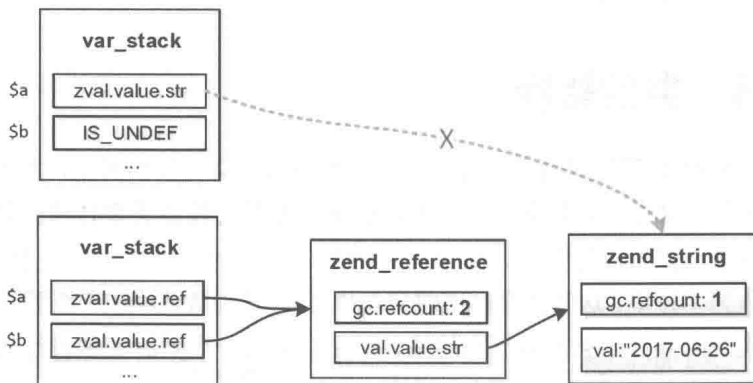 var_stack
$a zval.value.str
$b IS_UNDEF
...
X
var_stack
$a zval.value.ref
$b zval.value.ref
...
zend_reference
gc.refcount: 2
val.value.str
zend_string
gc.refcount: 1
val:"2017-06-26"